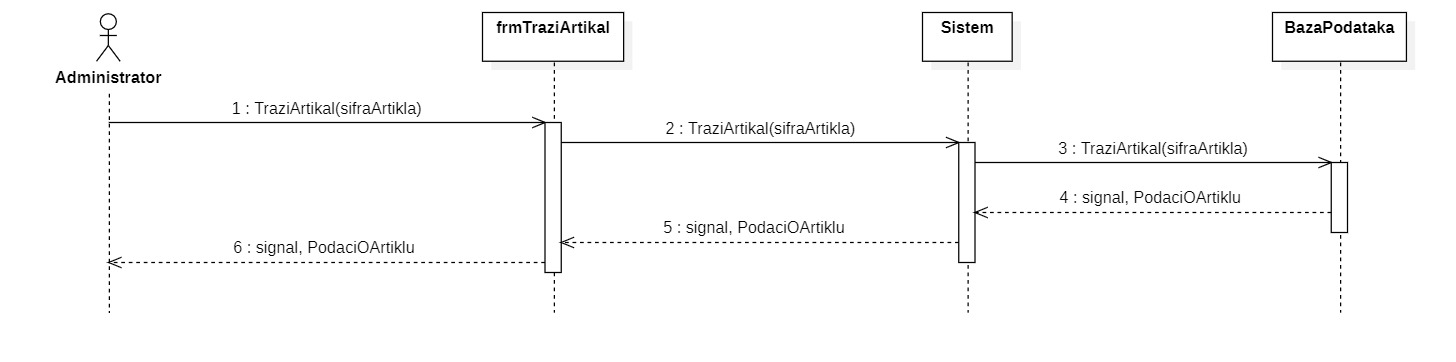 frmTraziArtikal
Sistem
BazaPodataka
Administrator
1 : TraziArtikal(sifraArtikla)
2 : TraziArtikal(sifraArtikla)
3 : TraziArtikal(sifraArtikla)
4 : signal, PodaciOArtiklu
5 : signal, PodaciOArtiklu
6 : signal, PodaciOArtiklu